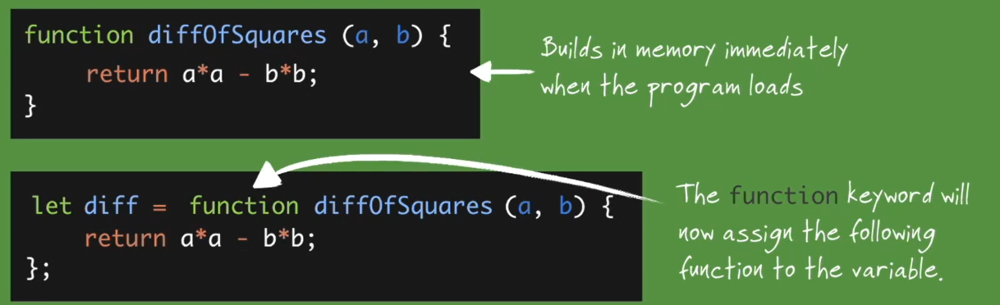 function diffOfSquares (a, b) {
return a*a - b*b;
}
Builds in memory immediately
when the program loads
let diff = function diffOfSquares (a, b) {
return a*a - b*b;
};
The function keyword will
now assign the following
function to the variable.